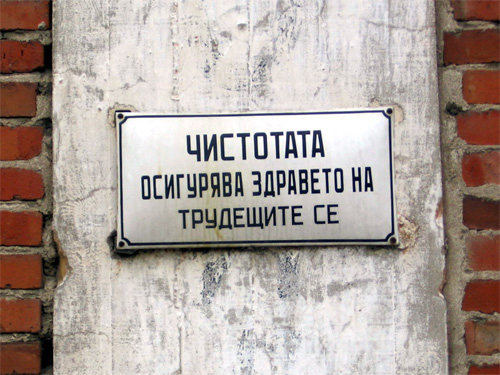 ЧИСТОТАТА
ОСИГУРЯВА ЗДРАВЕТО НА
ТРУДЕЩИТЕ СЕ